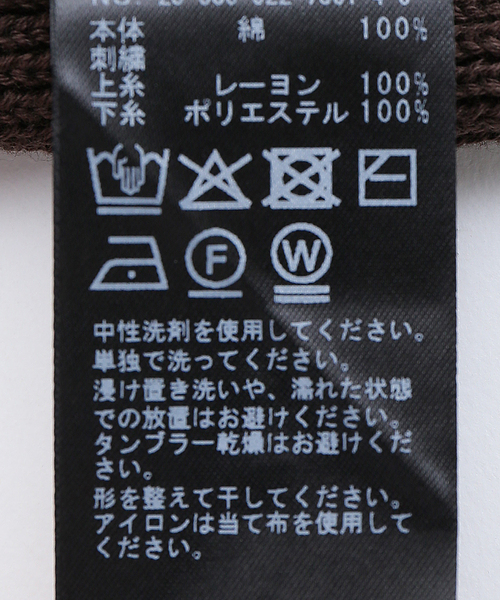 本体 綿 100%
刺繍
上糸 レーヨン 100%
下糸 ポリエステル 100%
F W
中性洗剤を使用してください。
単独で洗ってください。
浸け置き洗いや、濡れた状態
での放置はお避けください。
タンブラー乾燥はお避けくだ
さい。
形を整えて干してください。
アイロンは当て布を使用して
ください。